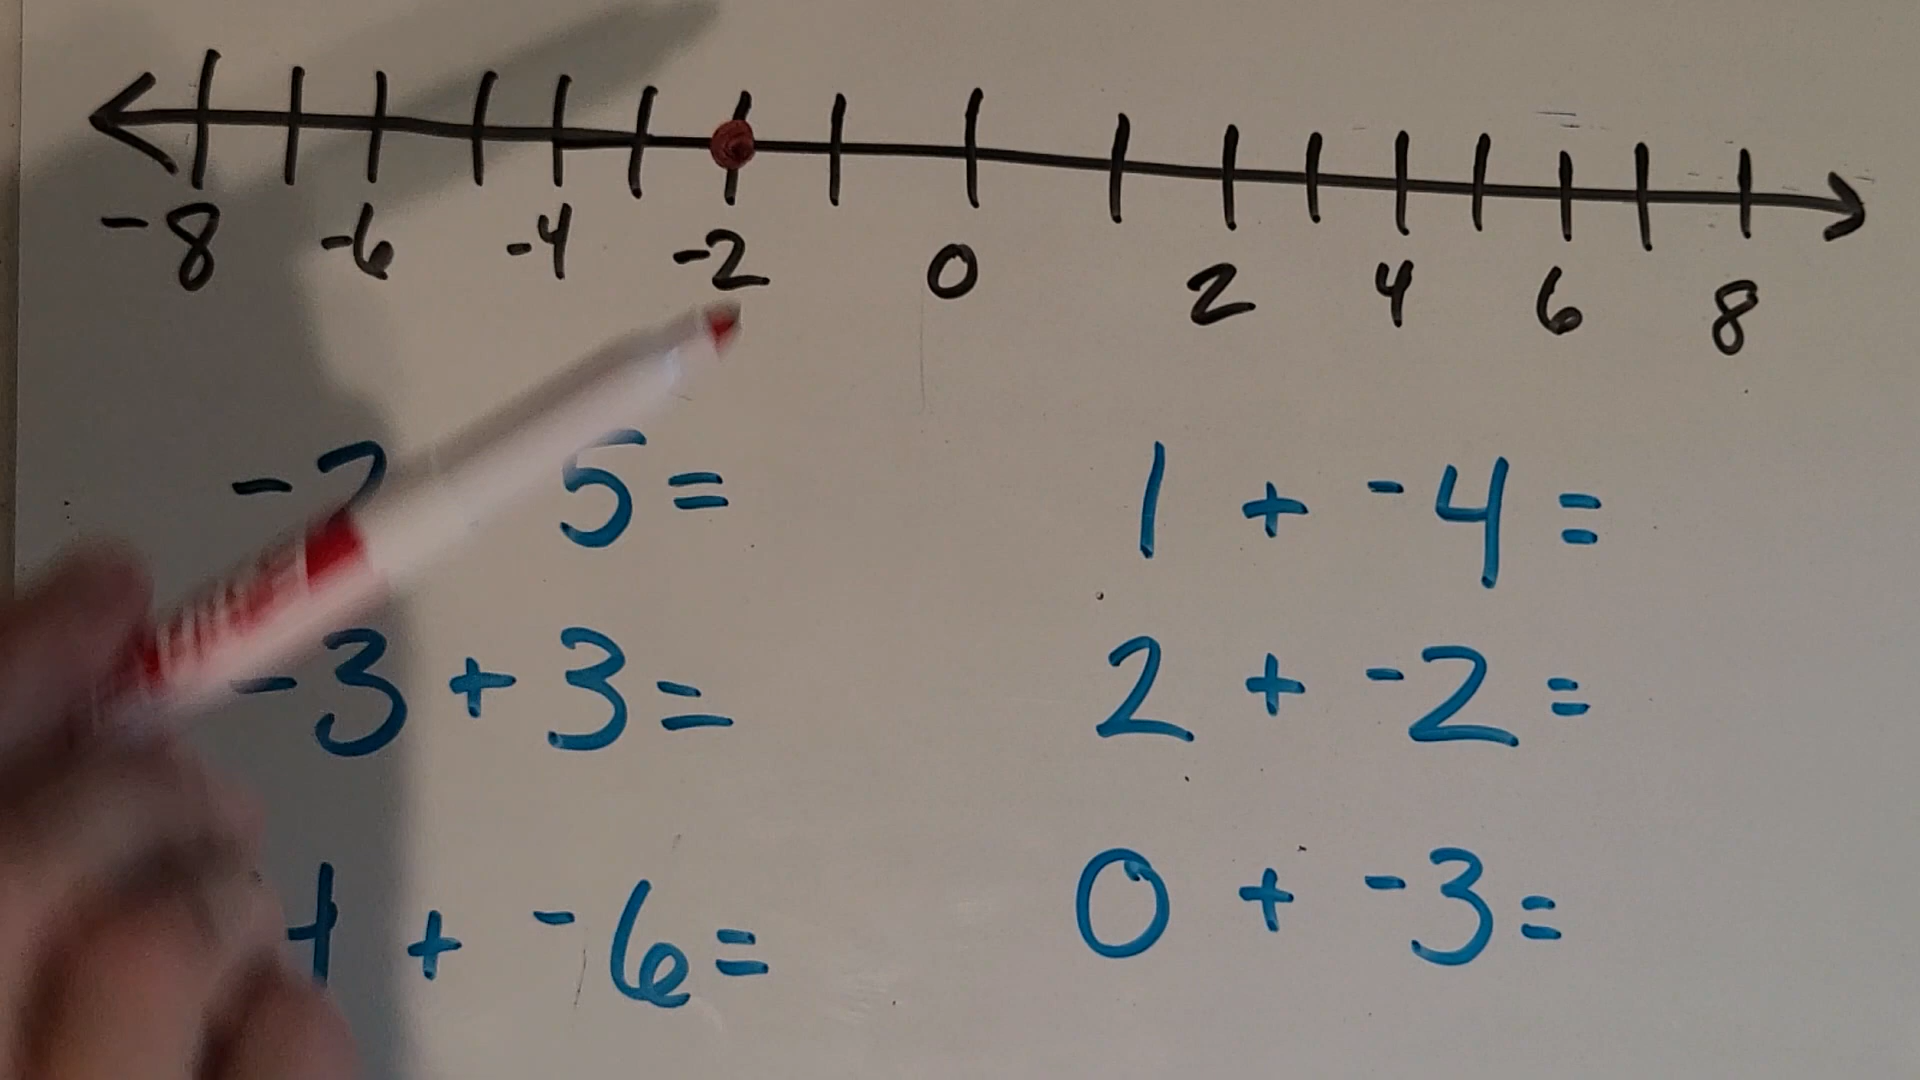 -8 -6 -4 -2 0 2 4 6 8
5= 1 + -4=
-3 + 3= 2 + -2=
+ -6= 0 + -3=